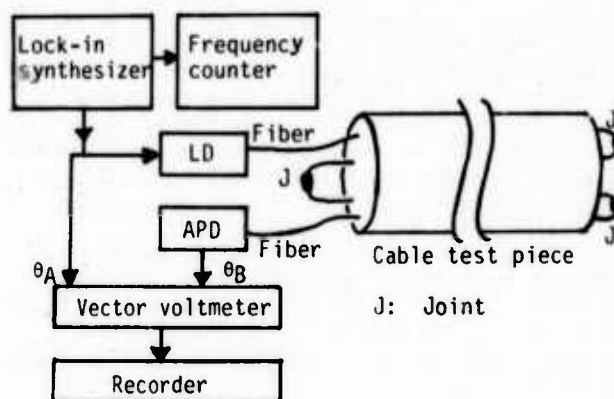 Lock-in
synthesizer
Frequency
counter
Fiber
J
LD
J
APD
Fiber
J
Cable test piece
θA
θB
Vector voltmeter
J: Joint
Recorder